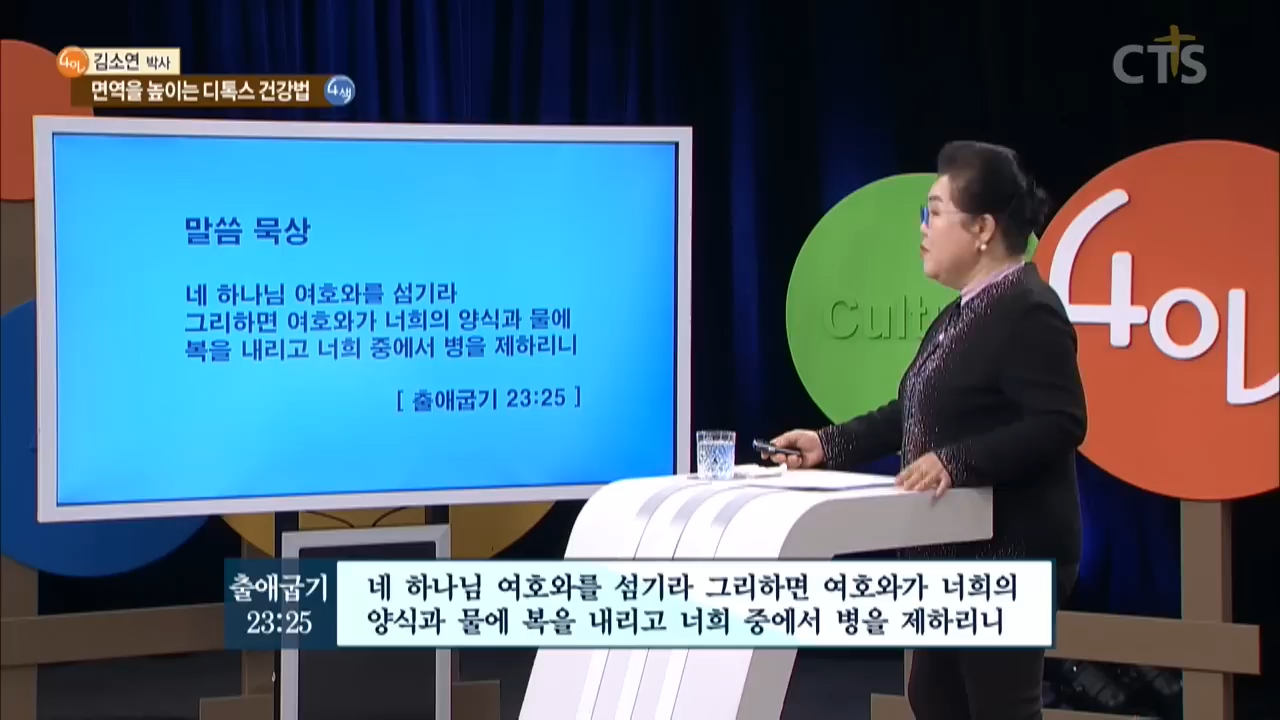 4인
김소연 박사
면역을 높이는 디톡스 건강법
4색
CTS
말씀 묵상
네 하나님 여호와를 섬기라
그리하면 여호와가 너희의 양식과 물에
복을 내리고 너희 중에서 병을 제하리니
[ 출애굽기 23:25 ]
Cult
4인
출애굽기
23:25
네 하나님 여호와를 섬기라 그리하면 여호와가 너희의
양식과 물에 복을 내리고 너희 중에서 병을 제하리니